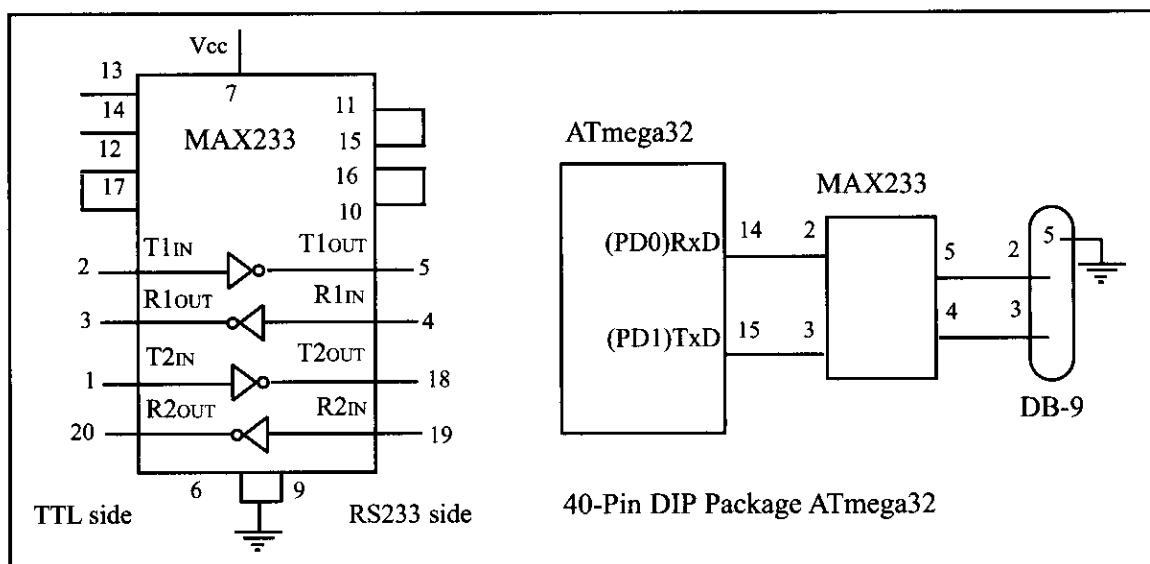 Vcc
13
14
12
17
7
MAX233
11
15
16
10
2
T1IN
T1OUT
5
3
R1OUT
R1IN
4
1
T2IN
T2OUT
18
20
R2OUT
R2IN
19
6
9
TTL side
RS233 side
ATmega32
MAX233
(PD0)RxD
14
2
5
2
5
(PD1)TxD
15
3
4
3
DB-9
40-Pin DIP Package ATmega32